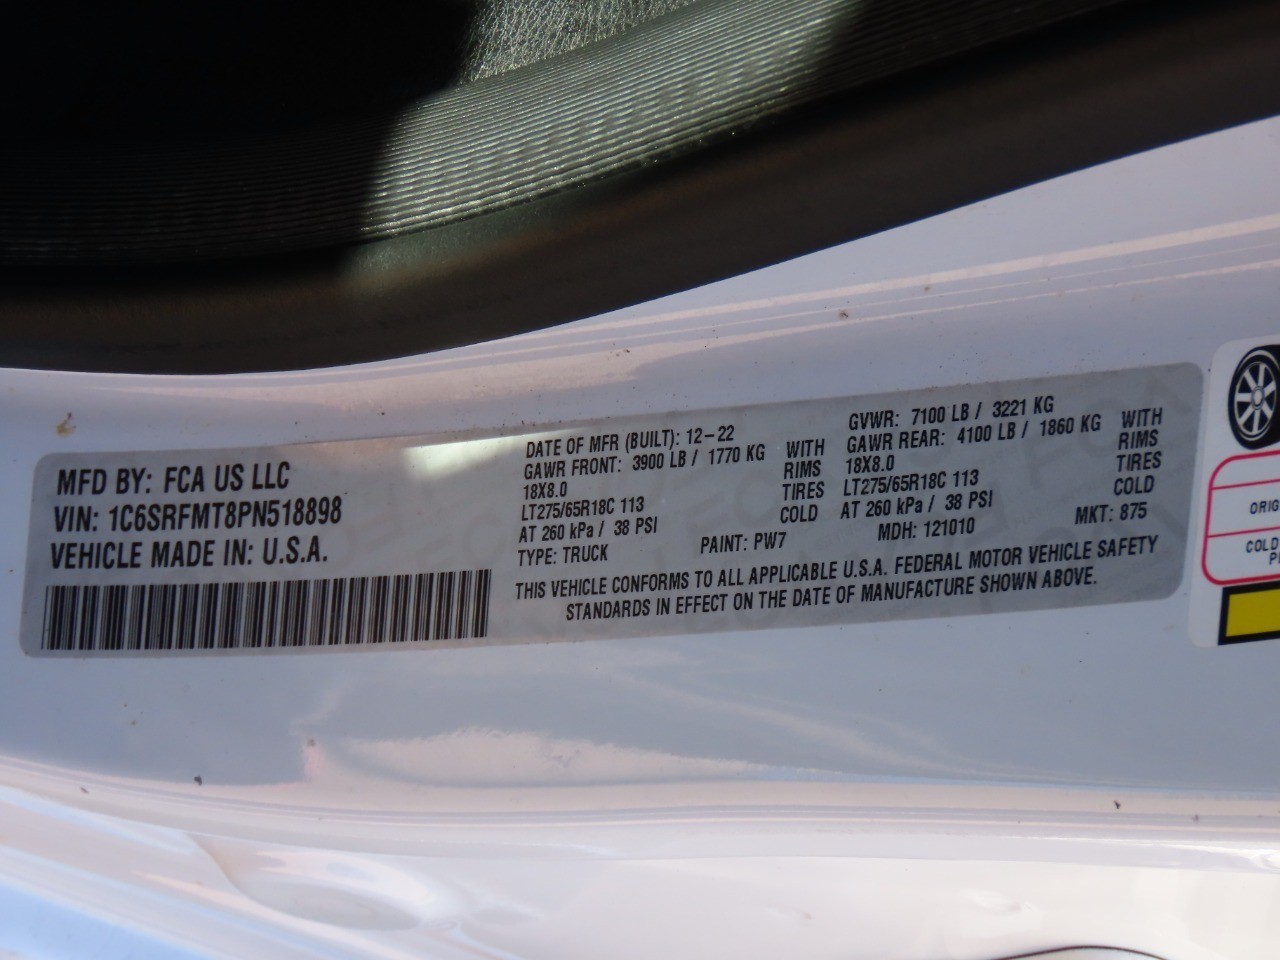 MFD BY: FCA US LLC
VIN: 1C6SRFMT8PN518898
VEHICLE MADE IN: U.S.A.
DATE OF MFR (BUILT): 12-22
GAWR FRONT: 3900 LB / 1770 KG WITH
18X8.0 RIMS
LT275/65R18C 113 TIRES
AT 260 kPa / 38 PSI COLD
TYPE: TRUCK
PAINT: PW7
GVWR: 7100 LB / 3221 KG
GAWR REAR: 4100 LB / 1860 KG WITH
18X8.0 RIMS
LT275/65R18C 113 TIRES
AT 260 kPa / 38 PSI COLD
MDH: 121010
MKT: 875
THIS VEHICLE CONFORMS TO ALL APPLICABLE U.S.A. FEDERAL MOTOR VEHICLE SAFETY
STANDARDS IN EFFECT ON THE DATE OF MANUFACTURE SHOWN ABOVE.
ORIG
COLD